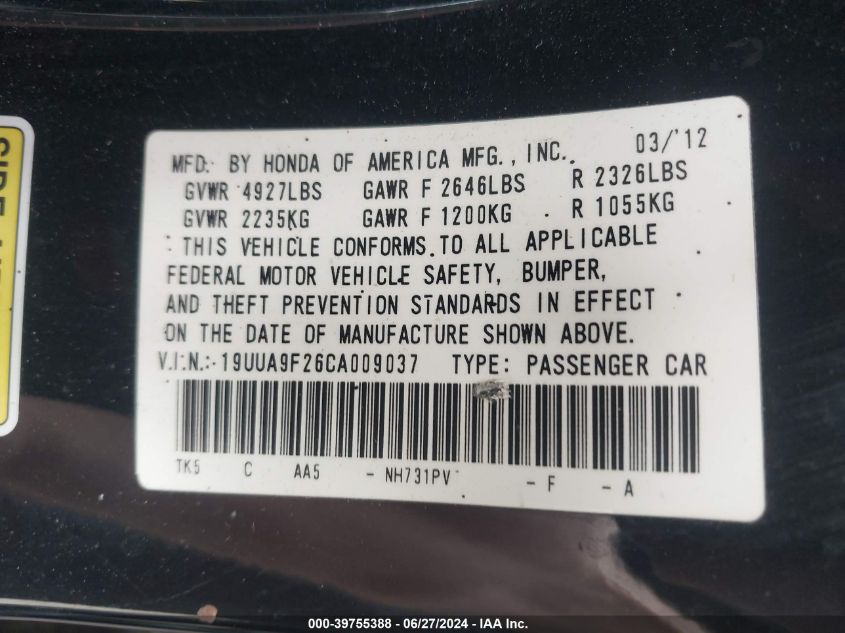 MFD. BY HONDA OF AMERICA MFG., INC. 03/'12
GVWR 4927LBS GAWR F 2646LBS R 2326LBS
GVWR 2235KG GAWR F 1200KG R 1055KG
THIS VEHICLE CONFORMS TO ALL APPLICABLE
FEDERAL MOTOR VEHICLE SAFETY, BUMPER,
AND THEFT PREVENTION STANDARDS IN EFFECT
ON THE DATE OF MANUFACTURE SHOWN ABOVE.
V.I.N.: 19UUA9F26CA009037 TYPE: PASSENGER CAR
TK5 C AA5 - NH731PV - F - A
000-39755388 - 06/27/2024 - IAA Inc.